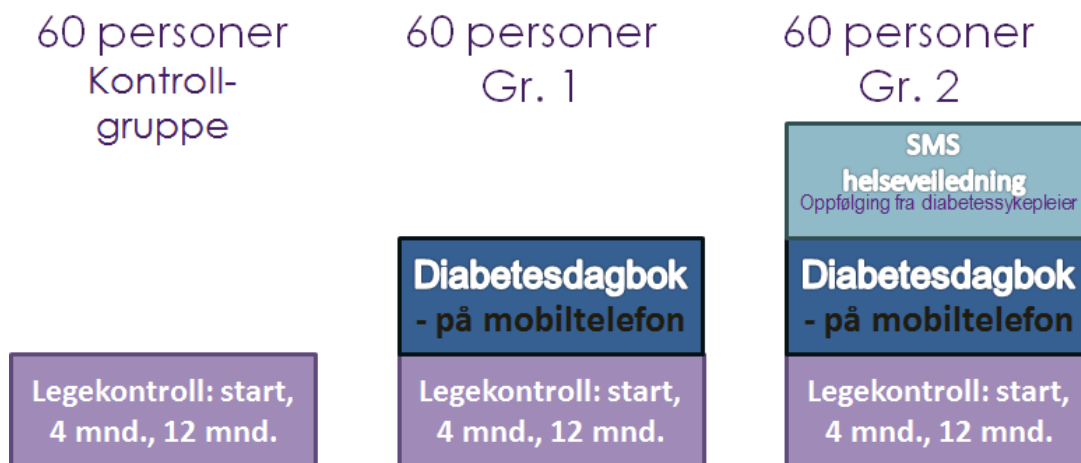 60 personer
Kontroll-
gruppe
60 personer
Gr. 1
60 personer
Gr. 2
SMS
helseveiledning
Oppfølging fra diabetessykepleier
Diabetesdagbok
- på mobiltelefon
Diabetesdagbok
- på mobiltelefon
Legekontroll: start,
4 mnd., 12 mnd.
Legekontroll: start,
4 mnd., 12 mnd.
Legekontroll: start,
4 mnd., 12 mnd.